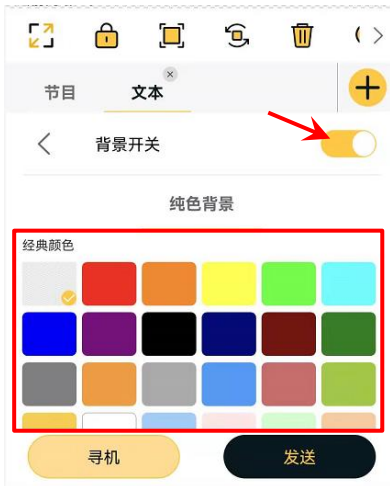 节目 文本
背景开关
纯色背景
经典颜色
寻机 发送